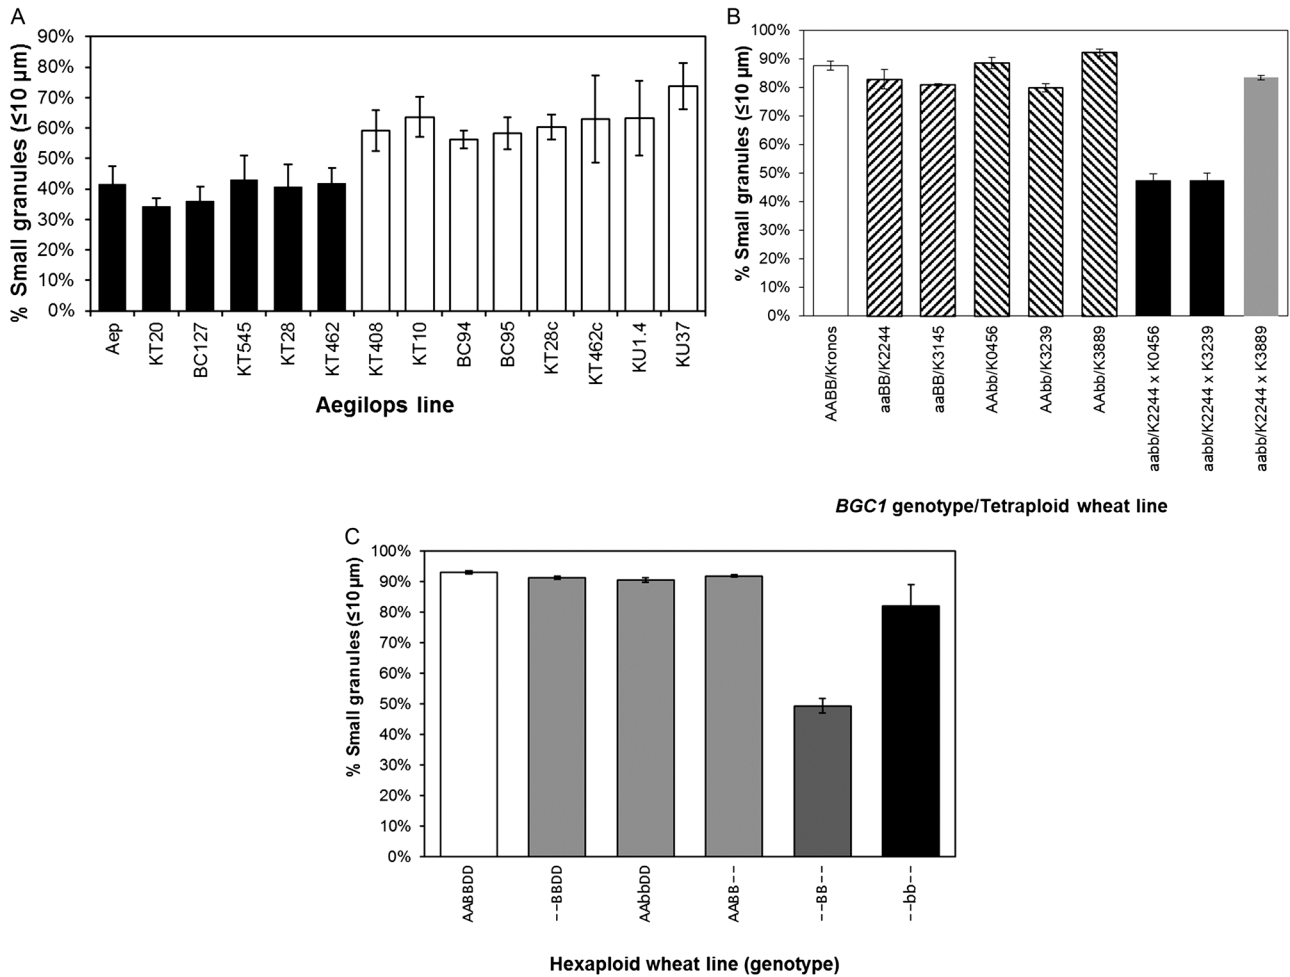 A
% Small granules (≤10 µm)
90%
80%
70%
60%
50%
40%
30%
20%
10%
0%
Aep
KT20
BC127
KT545
KT28
KT462
KT408
KT10
BC94
BC95
KT28c
KT462c
KU1.4
KU37
Aegilops line
B
% Small granules (≤10 µm)
100%
90%
80%
70%
60%
50%
40%
30%
20%
10%
0%
AABB/Kronos
aaBB/K2244
aaBB/K3145
AAbb/K0456
AAbb/K3239
AAbb/K3889
aabb/K2244 x K0456
aabb/K2244 x K3239
aabb/K2244 x K3889
BGC1 genotype/Tetraploid wheat line
C
% Small granules (≤10 µm)
100%
90%
80%
70%
60%
50%
40%
30%
20%
10%
0%
AABBDD
--BBDD
AAbbDD
AABB--
--BB--
--bb--
Hexaploid wheat line (genotype)